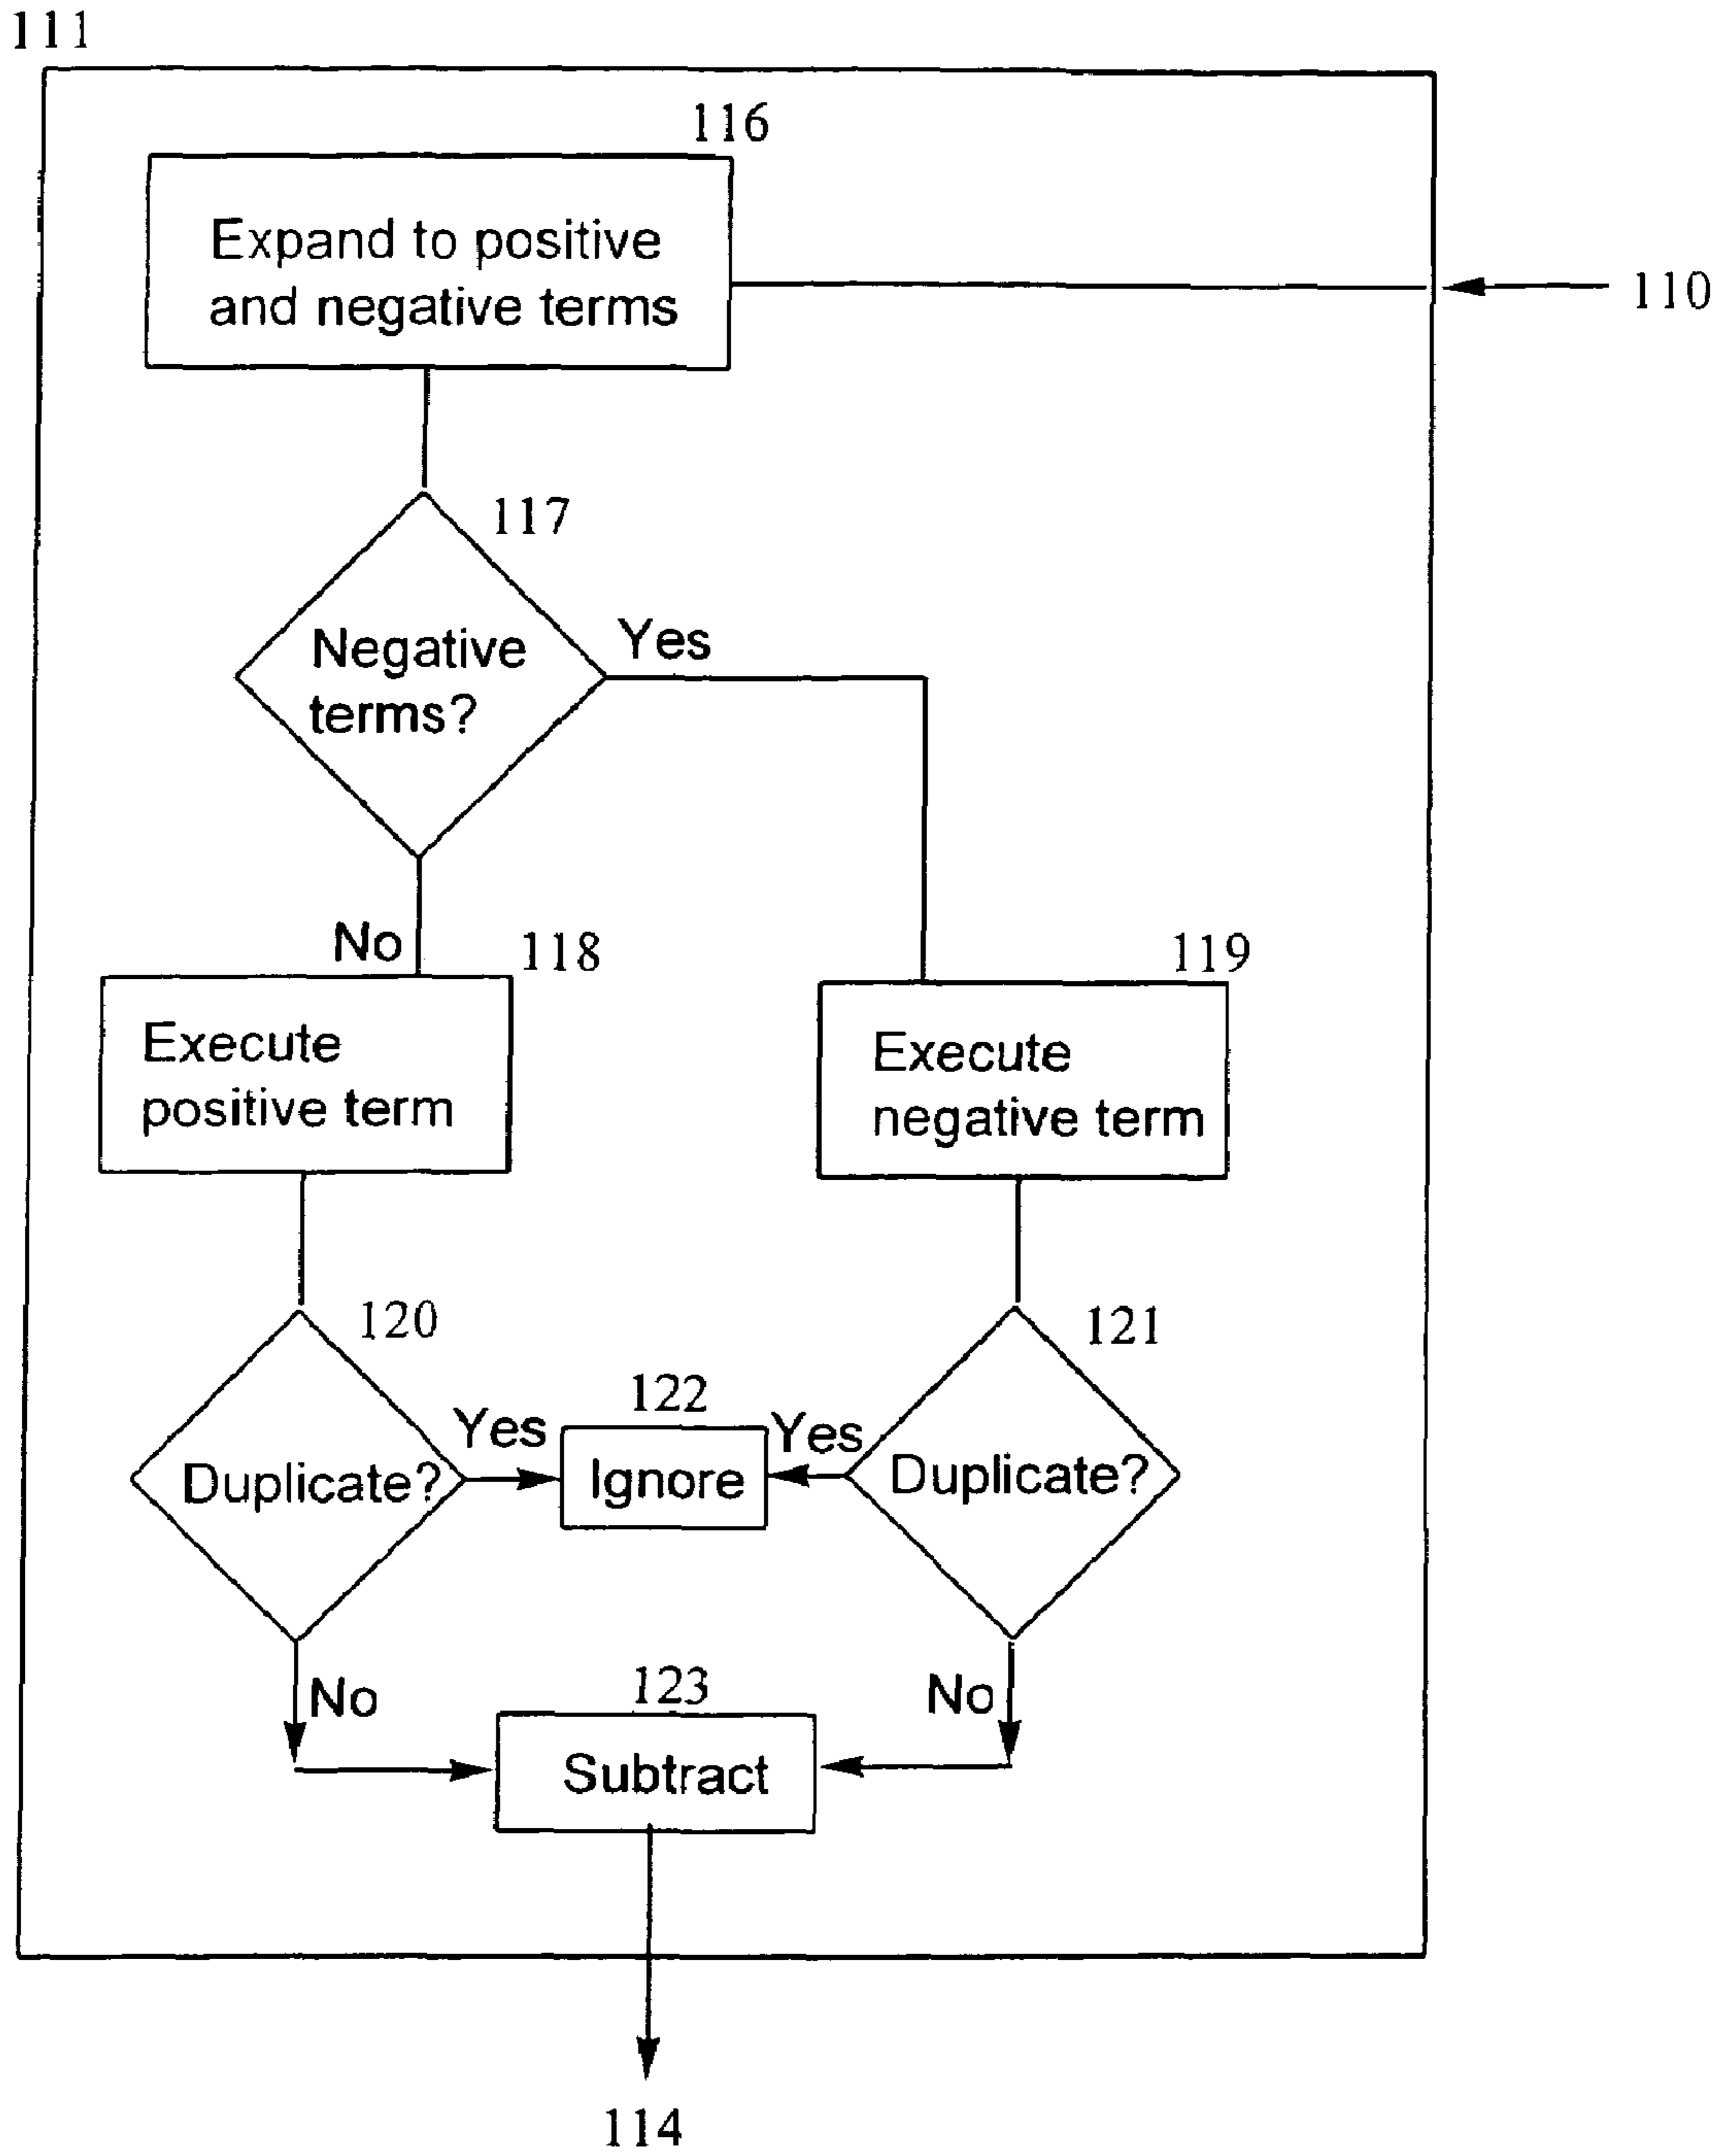 111
116
Expand to positive
and negative terms
110
117
Negative
terms?
Yes
No
118
119
Execute
positive term
Execute
negative term
120
121
122
Yes
Yes
Duplicate?
Ignore
Duplicate?
No
123
No
Subtract
114